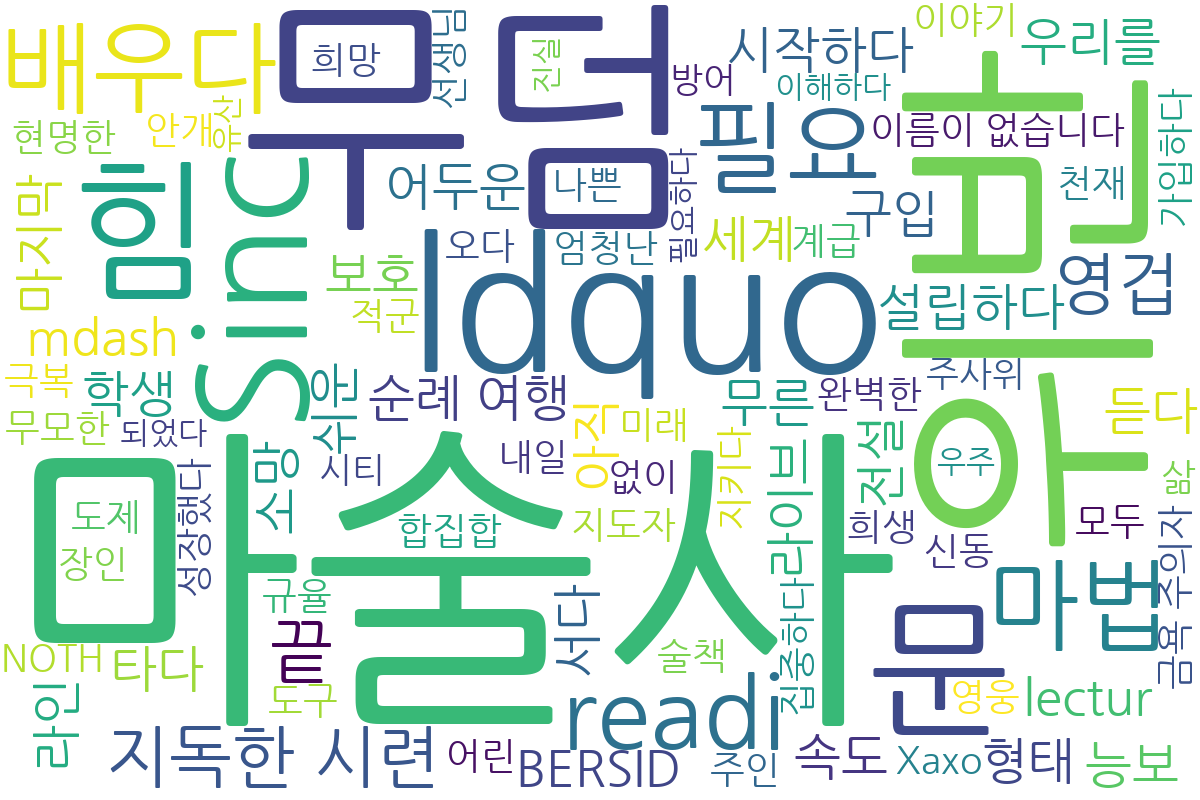 배우다
무덤
희망
선생님
진실
방어
시작하다
이야기
우리를
이해하다
놈이
현명한
안개
유산
힘
Sinc
어두운
나쁜
필요하다
필요
이름이 없습니다
구입
천재
가입하다
마지막
보호
오다
엄청난
세계
계급
영겁
설립하다
적군
ldquo
아
mdash
극복
학생
쉬운
순례 여행
무른
완벽한
주사위
듣다
무모한
되었다
소망
시티
내일
아직
미래
없이
지키다
라이브
전설
우주
삶
마술사
도제
장인
성장했다
합집합
지도자
희생
신동
모두
금욕 주의자
규율
서다
집중하다
문
마법
NOTH
타다
끝
술책
라인
도구
readi
영웅
lectur
지독한 시련
어린
BERSID
주인
속도
Xaxo
형태
능보